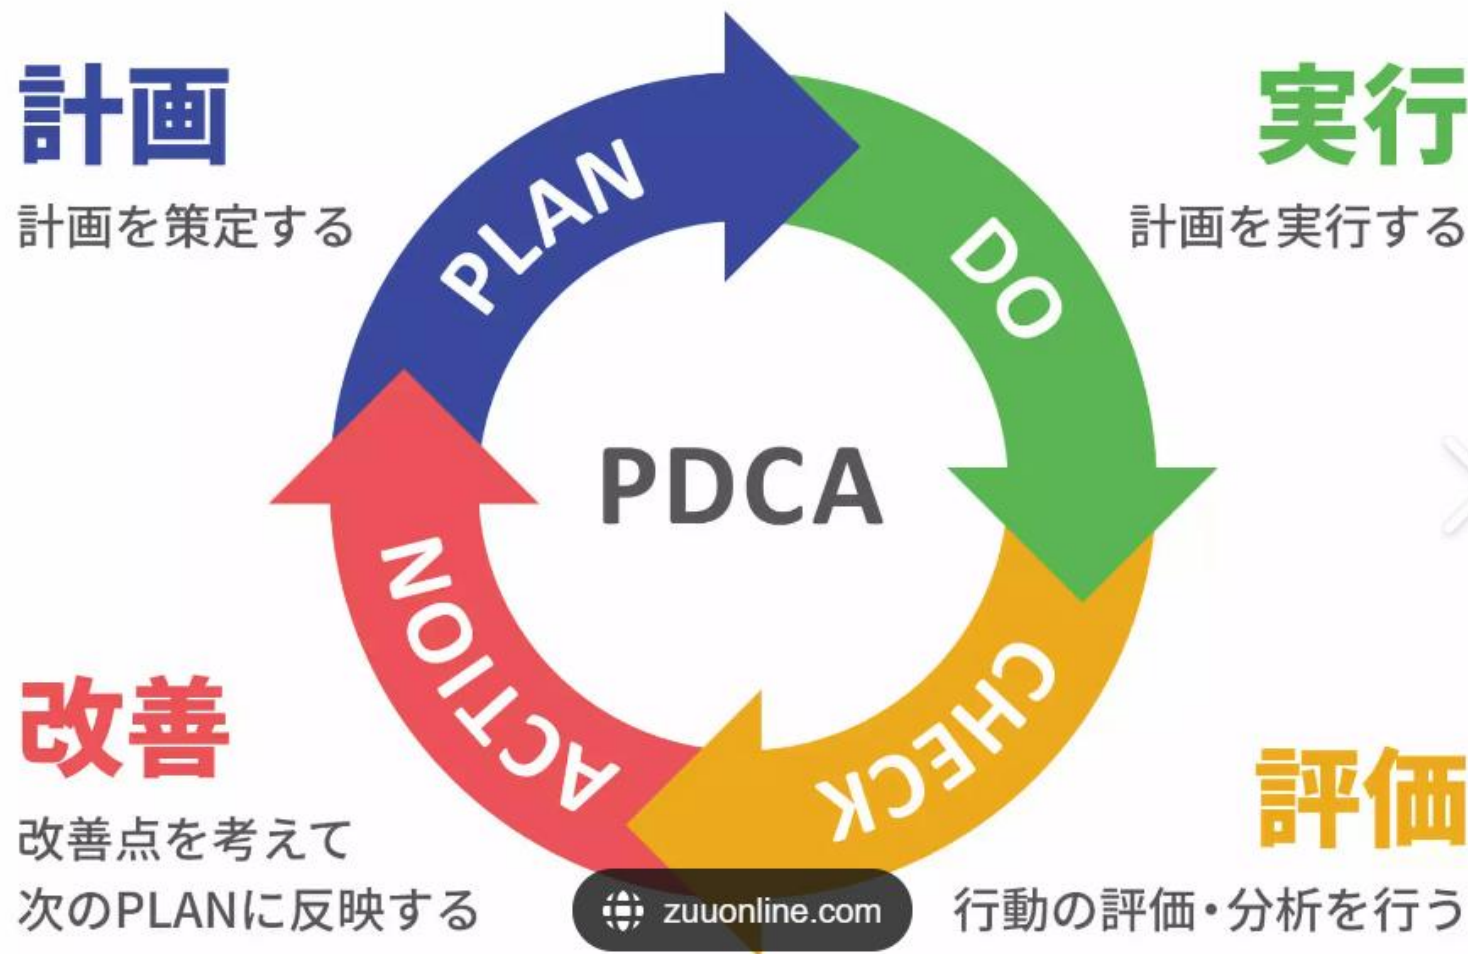 計画
計画を策定する
実行
計画を実行する
PLAN
DO
PDCA
CHECK
ACTION
改善
改善点を考えて
次のPLANに反映する
評価
行動の評価・分析を行う
zuuonline.com